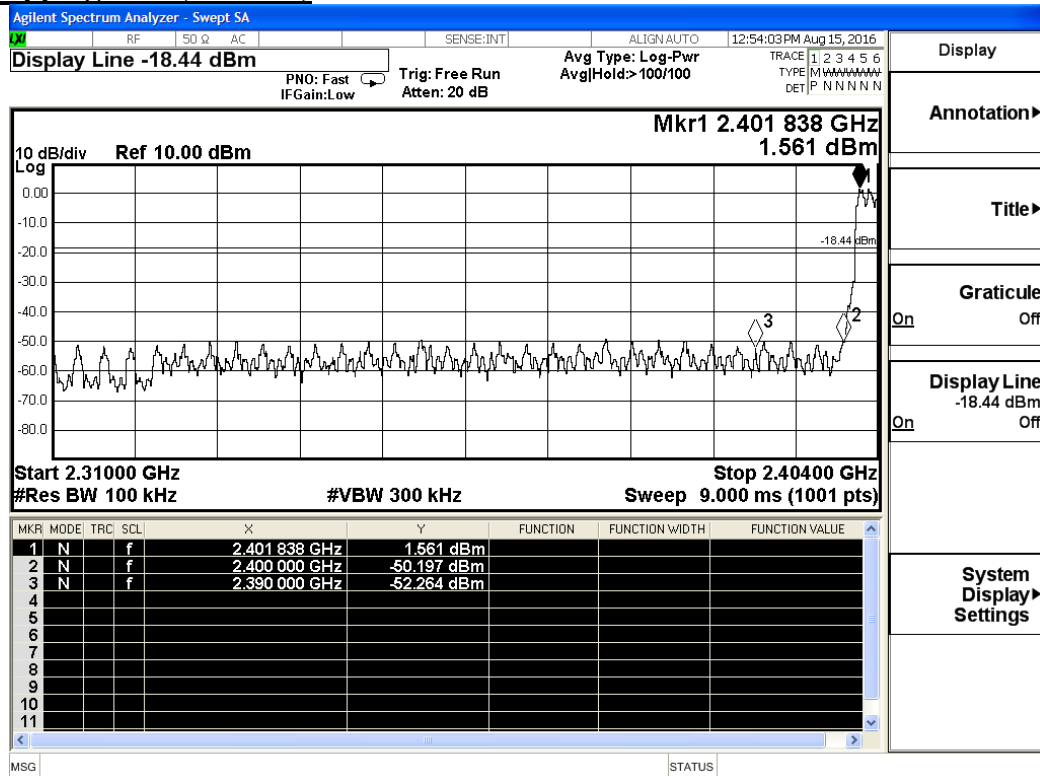 Agilent Spectrum Analyzer - Swept SA
LXI RF 50 Ω AC SENSE:INT ALIGN AUTO 12:54:03 PM Aug 15, 2016
Display Line -18.44 dBm
PNO: Fast
IFGain:Low
Trig: Free Run
Atten: 20 dB
Avg Type: Log-Pwr
Avg|Hold:>100/100
TRACE 1 2 3 4 5 6
TYPE M WWWWW
DET P N N N N N
Mkr1 2.401 838 GHz
1.561 dBm
10 dB/div Ref 10.00 dBm
Log
1
0.00
-10.0
-18.44 dBm
-20.0
-30.0
-40.0
3
2
-50.0
-60.0
-70.0
-80.0
Start 2.31000 GHz Stop 2.40400 GHz
#Res BW 100 kHz #VBW 300 kHz Sweep 9.000 ms (1001 pts)
MKR MODE TRC SCL X Y FUNCTION FUNCTION WIDTH FUNCTION VALUE
1 N f 2.401 838 GHz 1.561 dBm
2 N f 2.400 000 GHz -50.197 dBm
3 N f 2.390 000 GHz -52.264 dBm
4
5
6
7
8
9
10
11
MSG STATUS
Display
Annotation
Title
Graticule
On Off
Display Line
-18.44 dBm
On Off
System
Display
Settings